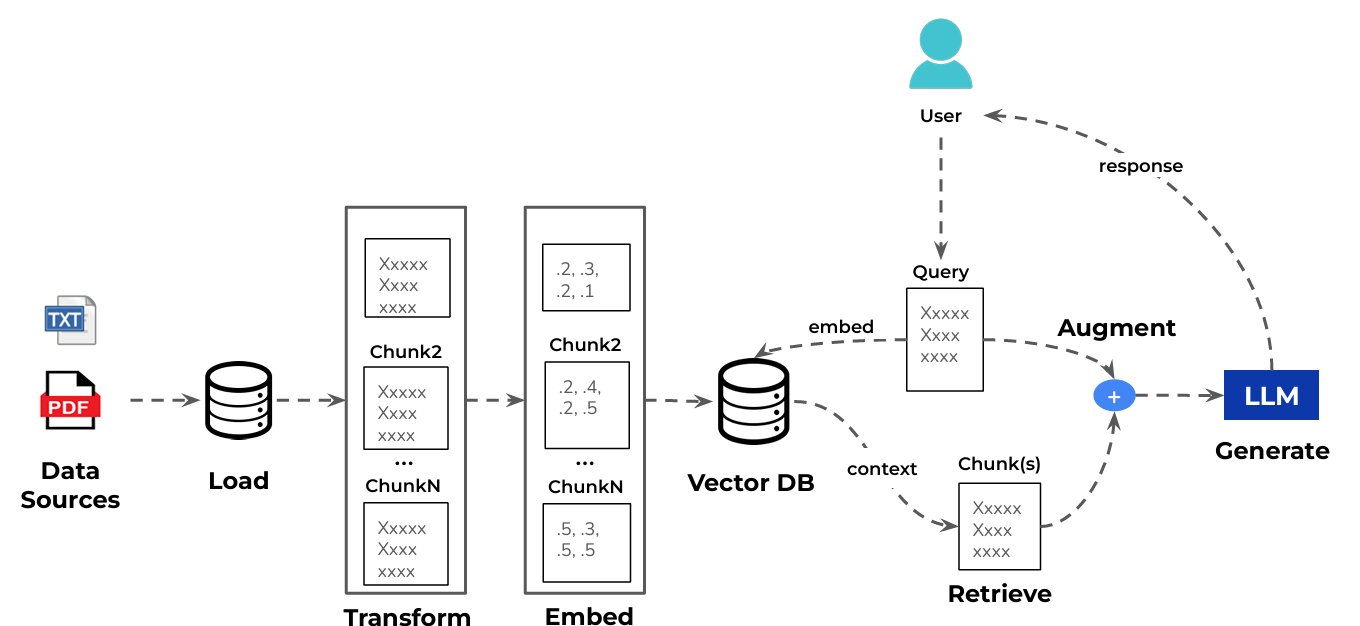 User
response
Query
Xxxxx
Xxxx
xxxx
embed
Augment
+
LLM
Generate
TXT
PDF
Data
Sources
Load
Xxxxx
Xxxx
xxxx
Chunk2
Xxxxx
Xxxx
xxxx
...
ChunkN
Xxxxx
Xxxx
xxxx
Transform
.2, .3,
.2, .1
Chunk2
.2, .4,
.2, .5
...
ChunkN
.5, .3,
.5, .5
Embed
Vector DB
context
Chunk(s)
Xxxxx
Xxxx
xxxx
Retrieve